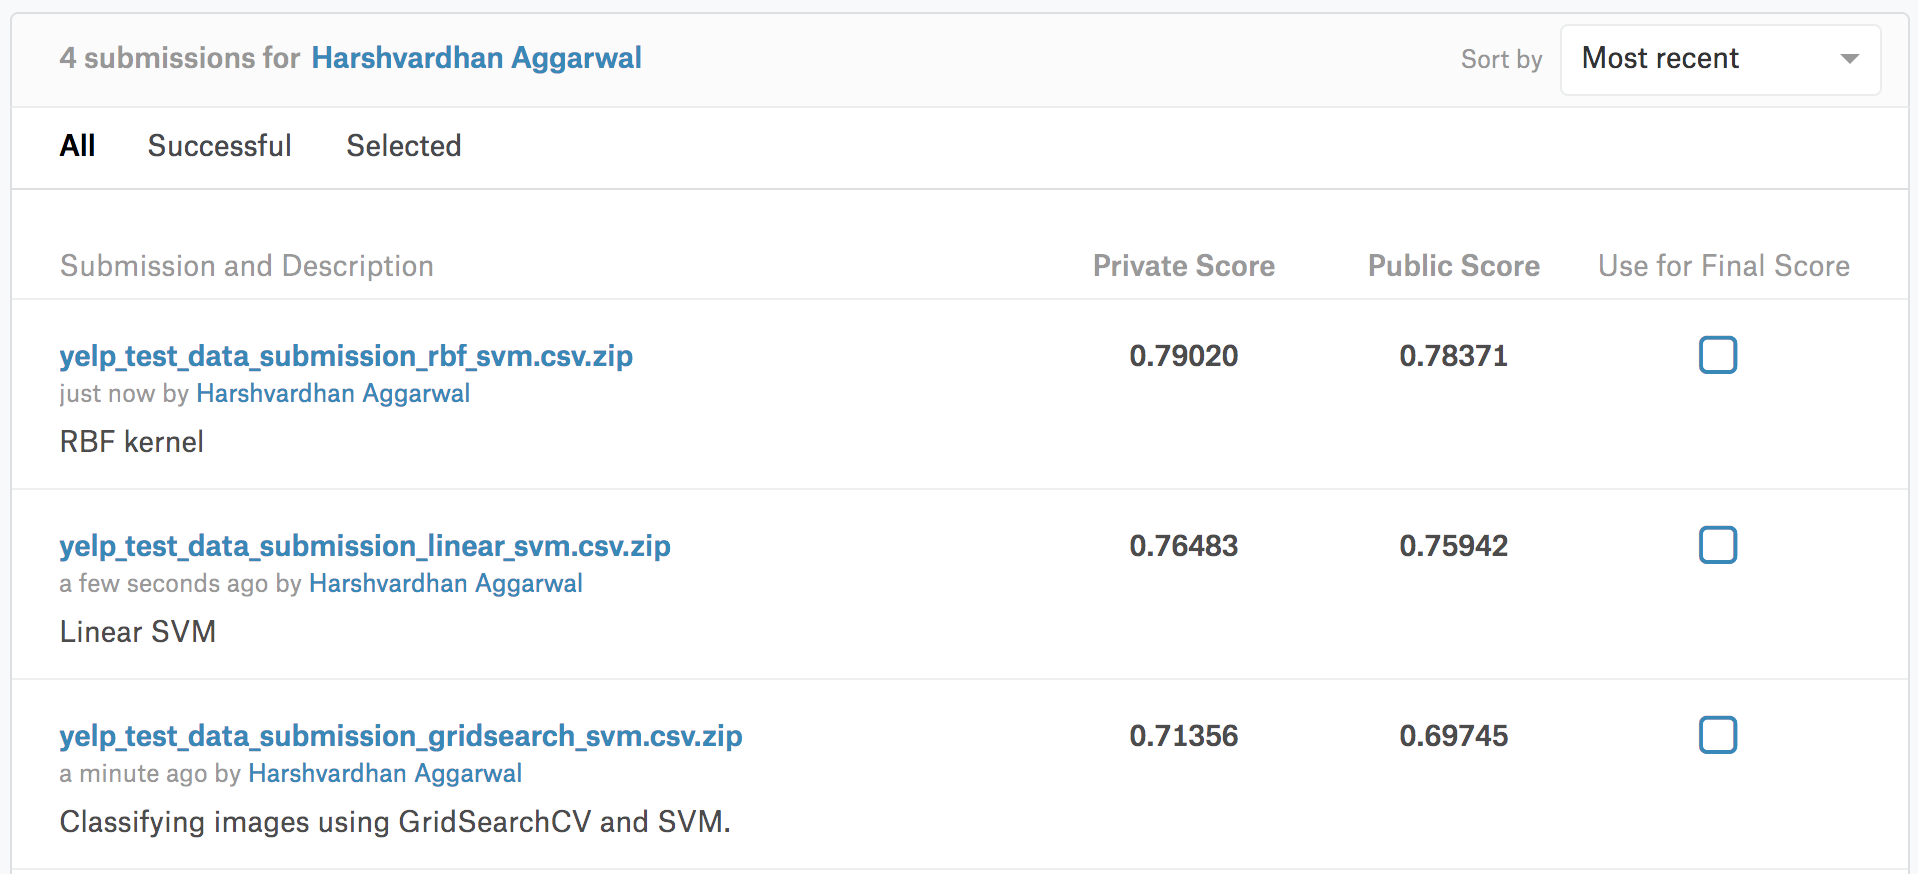 4 submissions for Harshvardhan Aggarwal
Sort by Most recent
All Successful Selected
Submission and Description Private Score Public Score Use for Final Score
yelp_test_data_submission_rbf_svm.csv.zip 0.79020 0.78371
just now by Harshvardhan Aggarwal
RBF kernel
yelp_test_data_submission_linear_svm.csv.zip 0.76483 0.75942
a few seconds ago by Harshvardhan Aggarwal
Linear SVM
yelp_test_data_submission_gridsearch_svm.csv.zip 0.71356 0.69745
a minute ago by Harshvardhan Aggarwal
Classifying images using GridSearchCV and SVM.